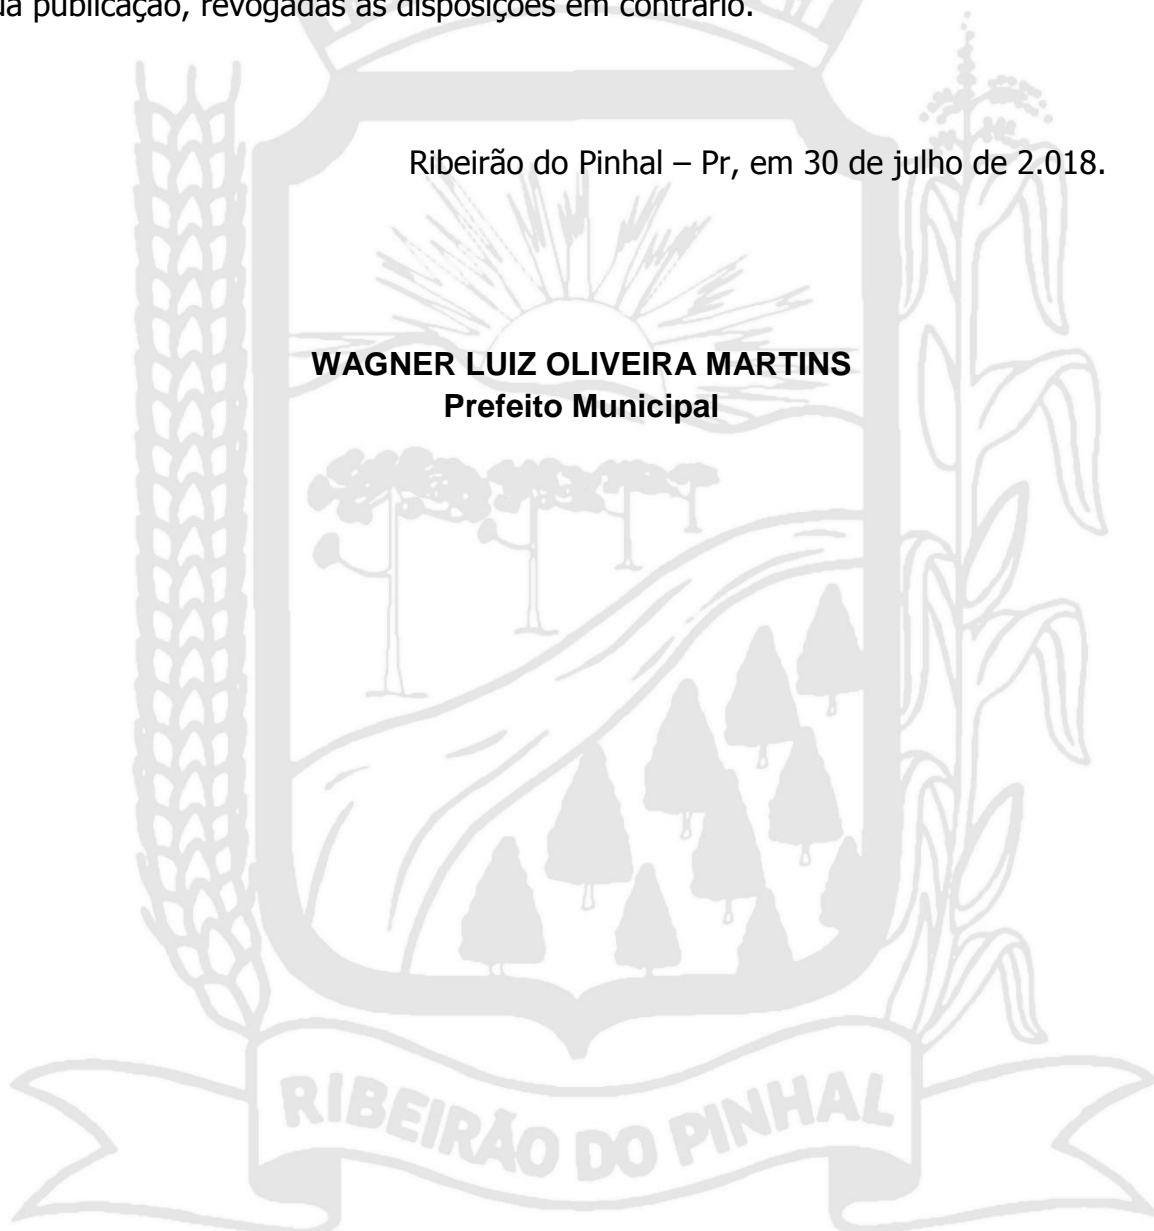 publicação, revogadas as disposições em contrário.
Ribeirão do Pinhal – Pr, em 30 de julho de 2.018.
WAGNER LUIZ OLIVEIRA MARTINS
Prefeito Municipal
RIBEIRÃO DO PINHAL